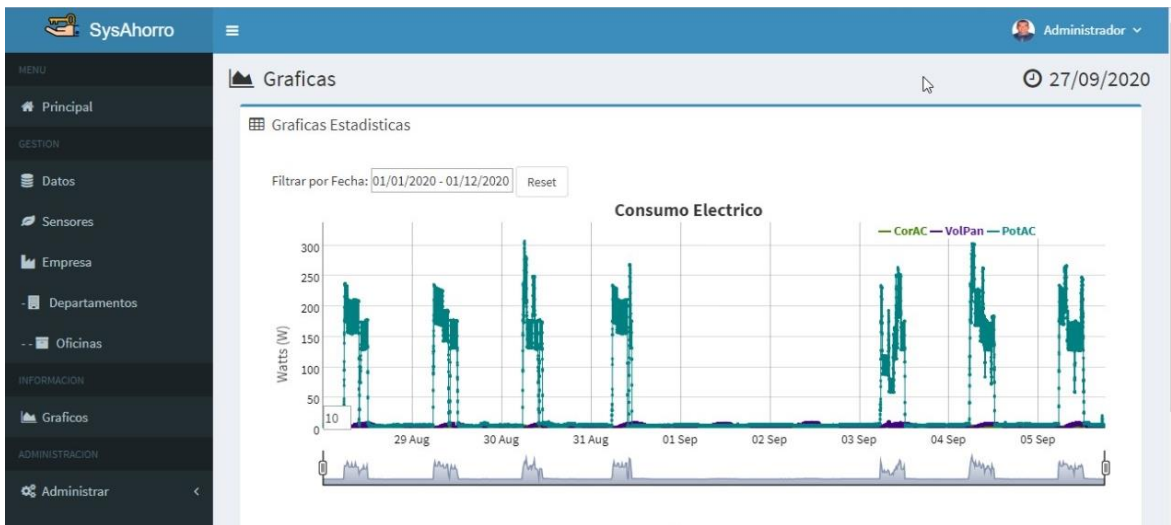 SysAhorro
Administrador
MENU
Graficas
27/09/2020
Principal
Graficas Estadisticas
GESTION
Datos
Filtrar por Fecha: 01/01/2020 - 01/12/2020 Reset
Sensores
Consumo Electrico
CorAC VolPan PotAC
Empresa
- Departamentos
- - Oficinas
INFORMACION
Graficos
ADMINISTRACION
Administrar
Watts (W)
300
250
200
150
100
50
0
10
29 Aug 30 Aug 31 Aug 01 Sep 02 Sep 03 Sep 04 Sep 05 Sep